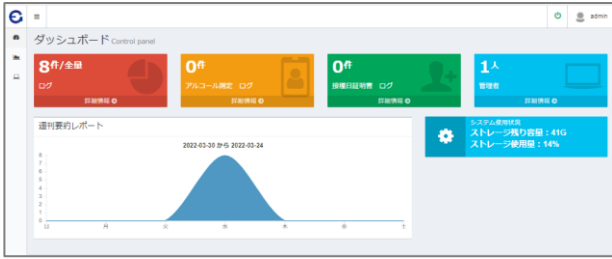 admin
ダッシュボード Control panel
8件/全量
ログ
詳細情報
0件
アルコール測定 ログ
詳細情報
0件
接種日証明書 ログ
詳細情報
1人
管理者
詳細情報
週刊要約レポート
2022-03-30 から 2022-03-24
8
7
6
5
4
3
2
1
0
日 月 火 水 木 金 土
システム使用状況
ストレージ残り容量：41G
ストレージ使用量：14%